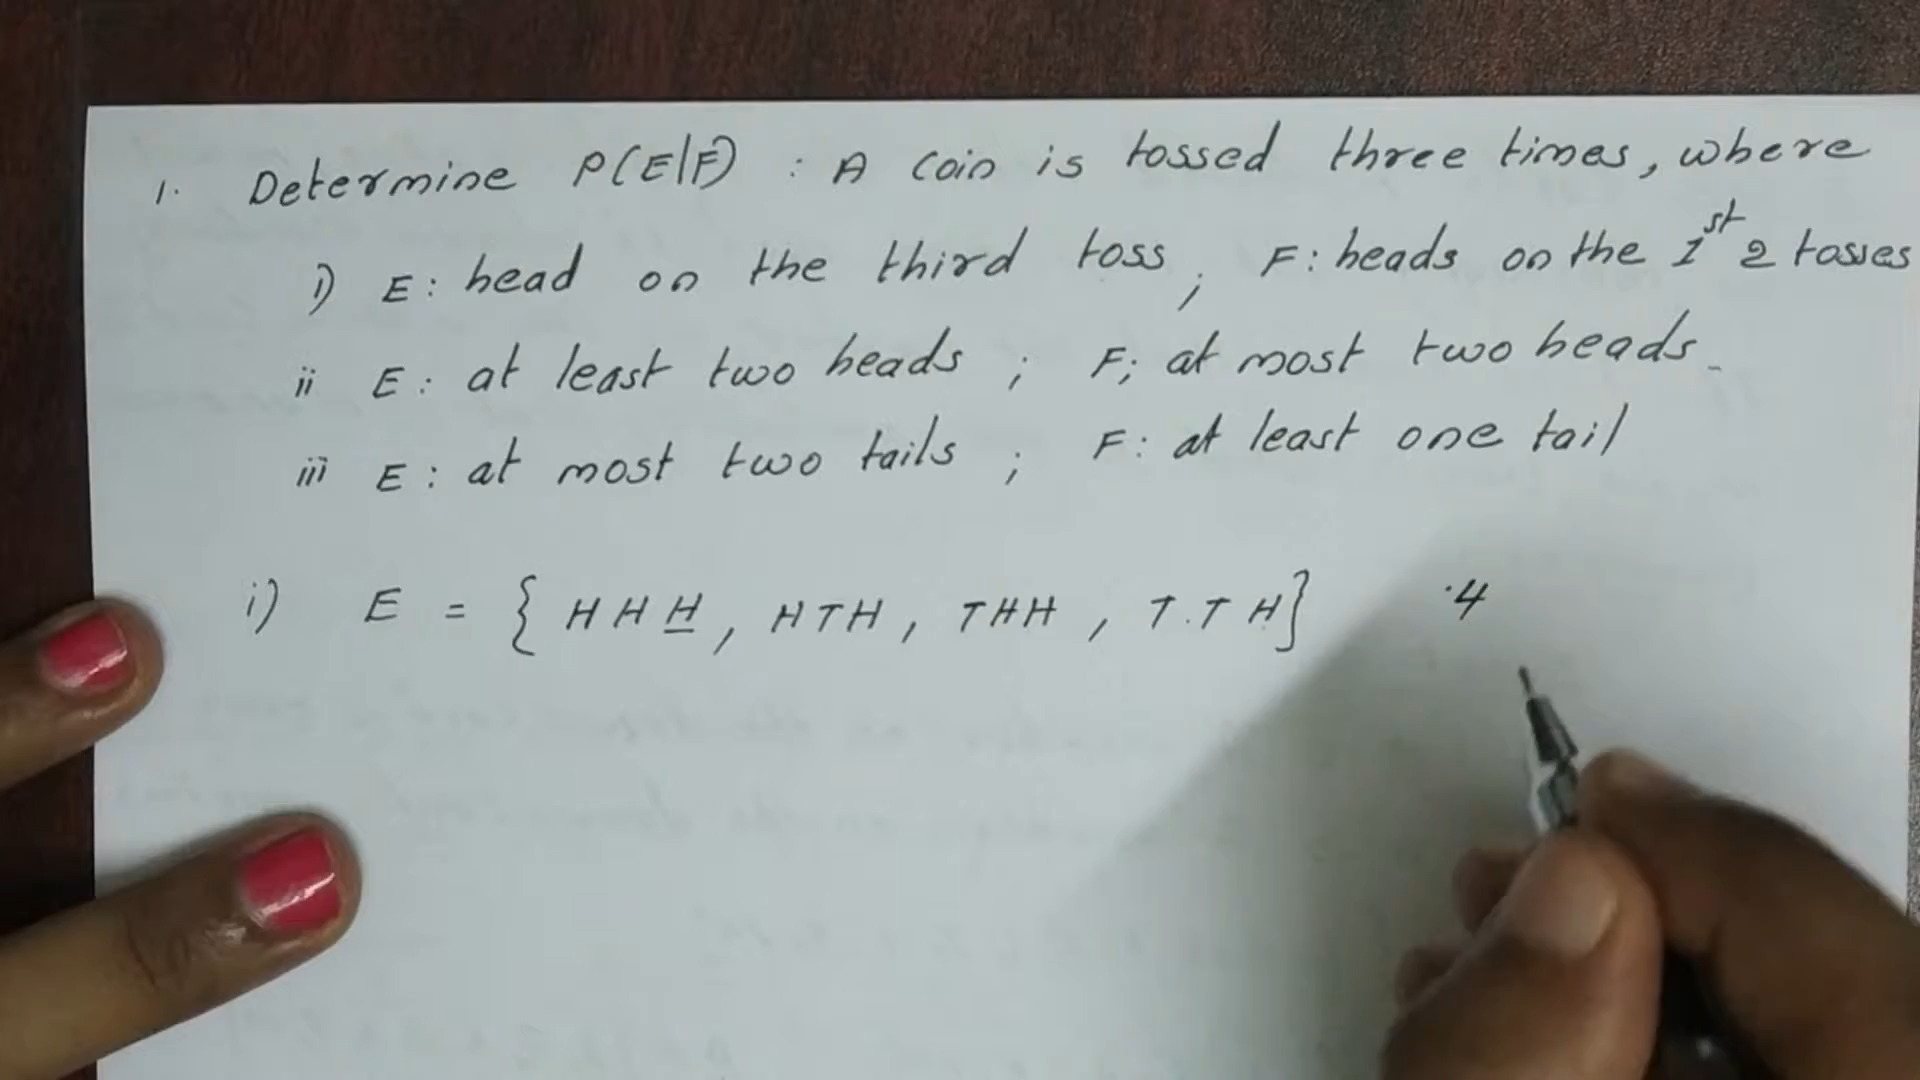 1. Determine P(E|F) : A coin is tossed three times, where
i) E: head on the third toss ; F: heads on the 1st 2 tosses
ii E: at least two heads ; F; at most two heads.
iii E: at most two tails ; F: at least one tail
i) E = { H H H, HTH, THH, T.T H} .4